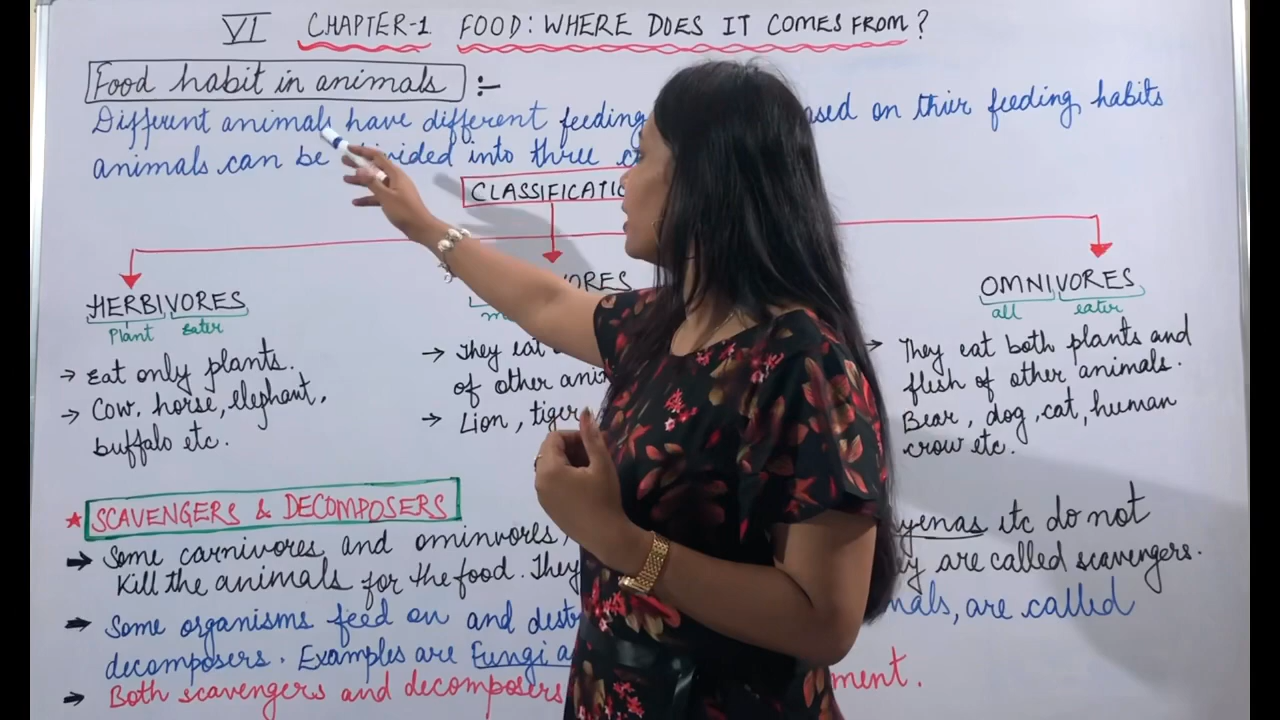 VI CHAPTER-1 FOOD: WHERE DOES IT COMES FROM?
Food habit in animals :-
Different animals have different feeding ased on thier feeding habits
animals can be divided into three
CLASSIFICATIO
HERBIVORES
Plant eater
→ Eat only plants.
→ Cow, horse, elephant,
buffalo etc.
VORES
→ They eat
of other ani
→ Lion, tiger
OMNIVORES
all eater
→ They eat both plants and
flesh of other animals.
Bear, dog, cat, human
crow etc.
★ SCAVENGERS & DECOMPOSERS
→ Some carnivores and ominvores, yenas etc do not
kill the animals for the food. They y are called scavengers.
→ Some organisms feed on and dest mals, are called
decomposers. Examples are Fungi a
→ Both scavengers and decomposers ment.